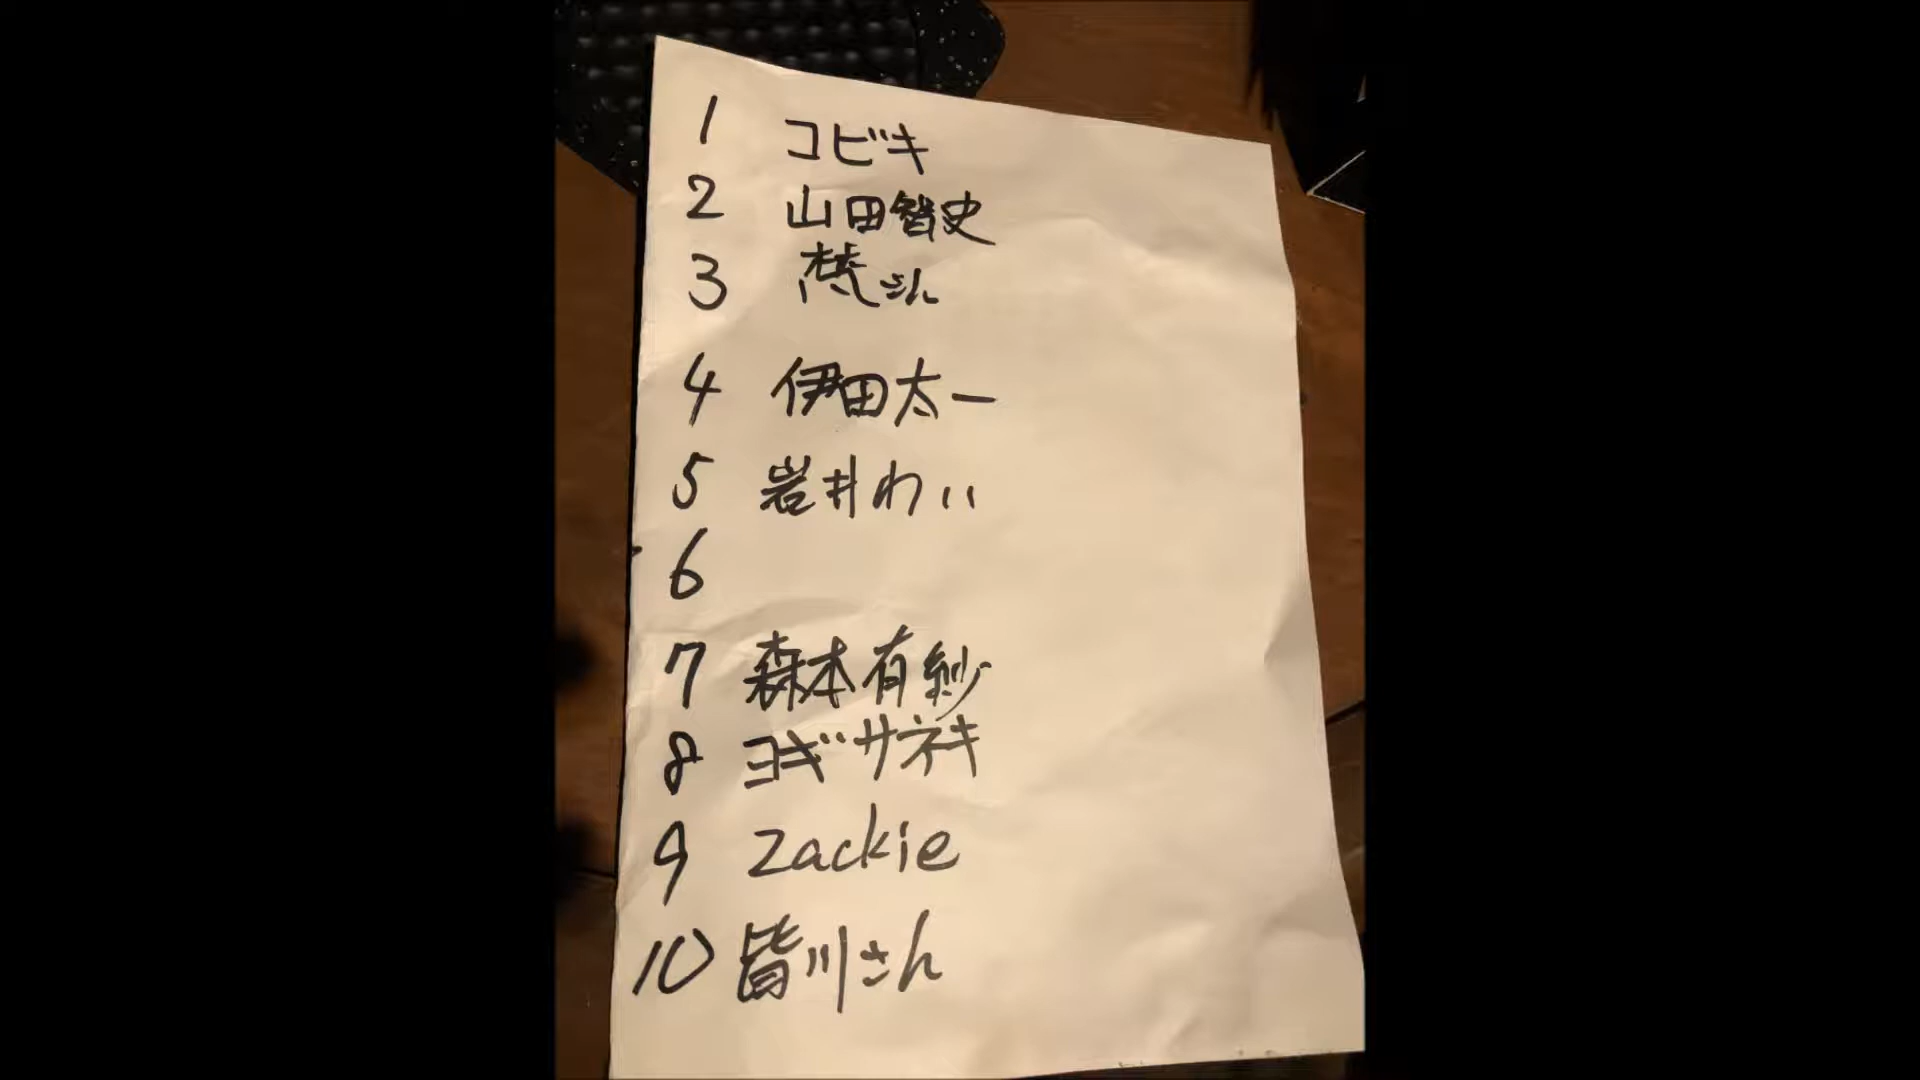 1 コビキ
2 山田智史
3 さん
4 伊田太一
5 岩井わい
6
7 森本有紗
8 ヨギサネキ
9 Zackie
10 皆川さん